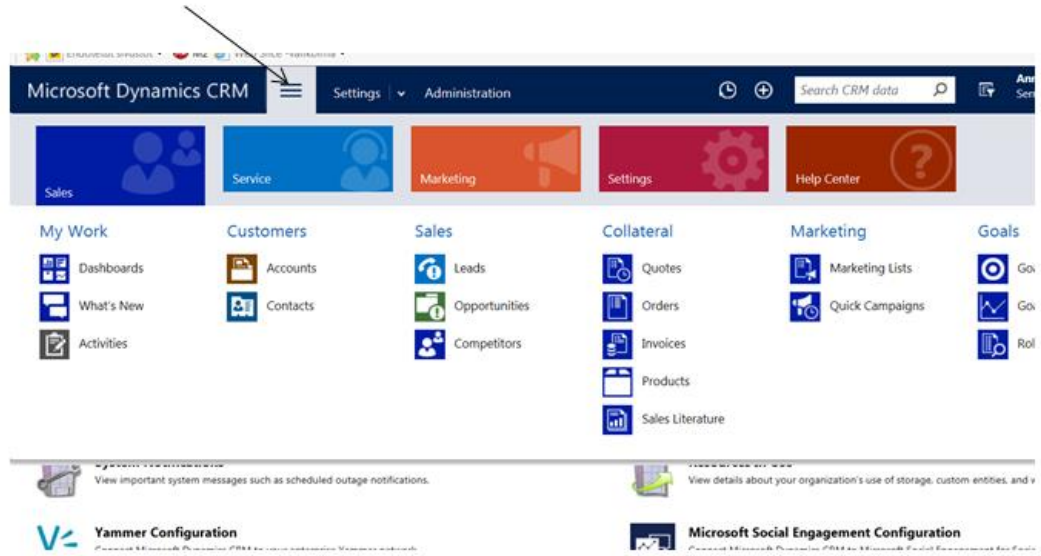 Microsoft Dynamics CRM Settings Administration Search CRM data
Sales Service Marketing Settings Help Center
My Work Customers Sales Collateral Marketing Goals
Dashboards Accounts Leads Quotes Marketing Lists
What's New Contacts Opportunities Orders Quick Campaigns
Activities Competitors Invoices
Products
Sales Literature
View important system messages such as scheduled outage notifications. View details about your organization's use of storage, custom entities, and
Yammer Configuration Microsoft Social Engagement Configuration